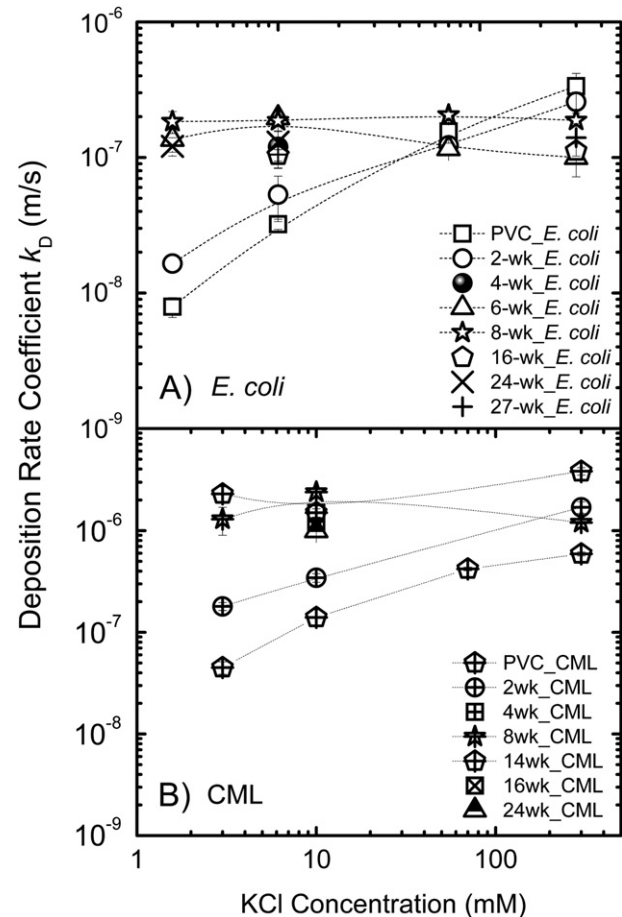 10⁻⁶
10⁻⁷
10⁻⁸
10⁻⁹
PVC_E. coli
2-wk_E. coli
4-wk_E. coli
6-wk_E. coli
8-wk_E. coli
16-wk_E. coli
24-wk_E. coli
27-wk_E. coli
A) E. coli
Deposition Rate Coefficient k_D (m/s)
10⁻⁶
10⁻⁷
10⁻⁸
10⁻⁹
PVC_CML
2wk_CML
4wk_CML
8wk_CML
14wk_CML
16wk_CML
24wk_CML
B) CML
1 10 100
KCl Concentration (mM)